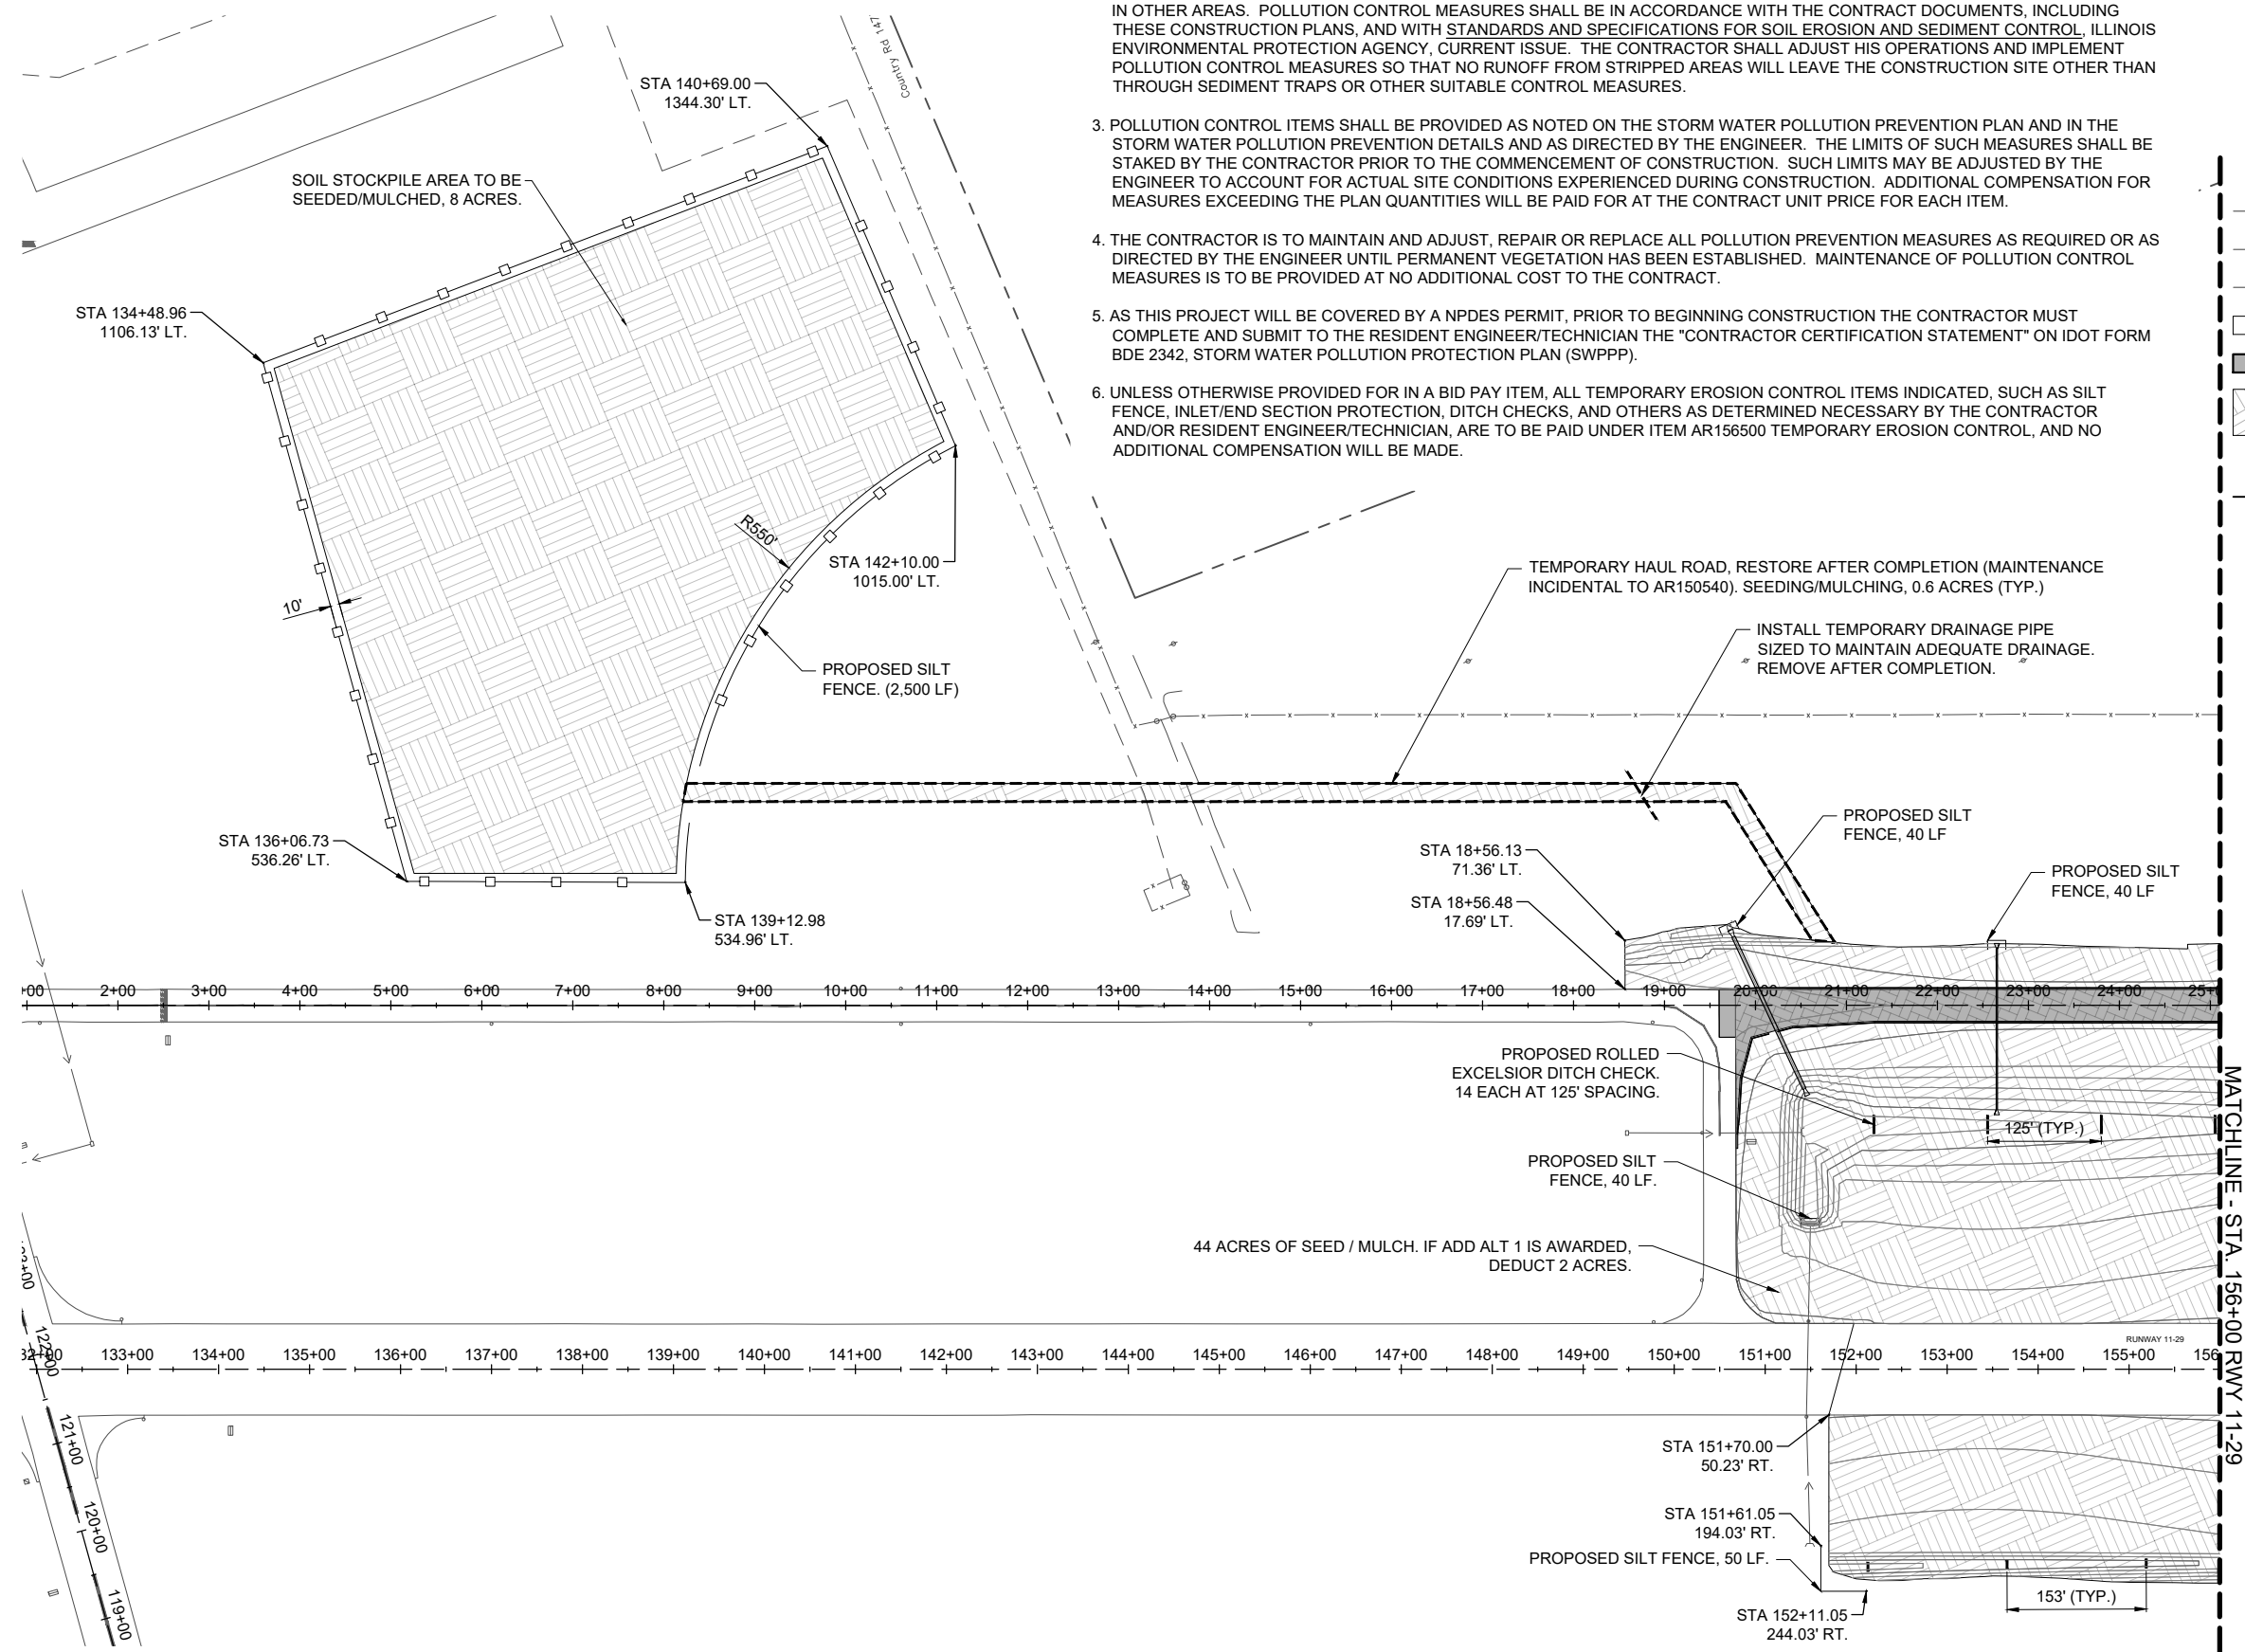 IN OTHER AREAS. POLLUTION CONTROL MEASURES SHALL BE IN ACCORDANCE WITH THE CONTRACT DOCUMENTS, INCLUDING
THESE CONSTRUCTION PLANS, AND WITH STANDARDS AND SPECIFICATIONS FOR SOIL EROSION AND SEDIMENT CONTROL, ILLINOIS
ENVIRONMENTAL PROTECTION AGENCY, CURRENT ISSUE. THE CONTRACTOR SHALL ADJUST HIS OPERATIONS AND IMPLEMENT
POLLUTION CONTROL MEASURES SO THAT NO RUNOFF FROM STRIPPED AREAS WILL LEAVE THE CONSTRUCTION SITE OTHER THAN
THROUGH SEDIMENT TRAPS OR OTHER SUITABLE CONTROL MEASURES.
3. POLLUTION CONTROL ITEMS SHALL BE PROVIDED AS NOTED ON THE STORM WATER POLLUTION PREVENTION PLAN AND IN THE
STORM WATER POLLUTION PREVENTION DETAILS AND AS DIRECTED BY THE ENGINEER. THE LIMITS OF SUCH MEASURES SHALL BE
STAKED BY THE CONTRACTOR PRIOR TO THE COMMENCEMENT OF CONSTRUCTION. SUCH LIMITS MAY BE ADJUSTED BY THE
ENGINEER TO ACCOUNT FOR ACTUAL SITE CONDITIONS EXPERIENCED DURING CONSTRUCTION. ADDITIONAL COMPENSATION FOR
MEASURES EXCEEDING THE PLAN QUANTITIES WILL BE PAID FOR AT THE CONTRACT UNIT PRICE FOR EACH ITEM.
4. THE CONTRACTOR IS TO MAINTAIN AND ADJUST, REPAIR OR REPLACE ALL POLLUTION PREVENTION MEASURES AS REQUIRED OR AS
DIRECTED BY THE ENGINEER UNTIL PERMANENT VEGETATION HAS BEEN ESTABLISHED. MAINTENANCE OF POLLUTION CONTROL
MEASURES IS TO BE PROVIDED AT NO ADDITIONAL COST TO THE CONTRACT.
5. AS THIS PROJECT WILL BE COVERED BY A NPDES PERMIT, PRIOR TO BEGINNING CONSTRUCTION THE CONTRACTOR MUST
COMPLETE AND SUBMIT TO THE RESIDENT ENGINEER/TECHNICIAN THE "CONTRACTOR CERTIFICATION STATEMENT" ON IDOT FORM
BDE 2342, STORM WATER POLLUTION PROTECTION PLAN (SWPPP).
6. UNLESS OTHERWISE PROVIDED FOR IN A BID PAY ITEM, ALL TEMPORARY EROSION CONTROL ITEMS INDICATED, SUCH AS SILT
FENCE, INLET/END SECTION PROTECTION, DITCH CHECKS, AND OTHERS AS DETERMINED NECESSARY BY THE CONTRACTOR
AND/OR RESIDENT ENGINEER/TECHNICIAN, ARE TO BE PAID UNDER ITEM AR156500 TEMPORARY EROSION CONTROL, AND NO
ADDITIONAL COMPENSATION WILL BE MADE.
Country Rd 147
STA 140+69.00
1344.30' LT.
SOIL STOCKPILE AREA TO BE
SEEDED/MULCHED, 8 ACRES.
STA 134+48.96
1106.13' LT.
R550'
STA 142+10.00
1015.00' LT.
10'
PROPOSED SILT
FENCE. (2,500 LF)
TEMPORARY HAUL ROAD, RESTORE AFTER COMPLETION (MAINTENANCE
INCIDENTAL TO AR150540). SEEDING/MULCHING, 0.6 ACRES (TYP.)
INSTALL TEMPORARY DRAINAGE PIPE
SIZED TO MAINTAIN ADEQUATE DRAINAGE.
REMOVE AFTER COMPLETION.
STA 136+06.73
536.26' LT.
STA 139+12.98
534.96' LT.
STA 18+56.13
71.36' LT.
STA 18+56.48
17.69' LT.
PROPOSED SILT
FENCE, 40 LF
PROPOSED SILT
FENCE, 40 LF
+00 2+00 3+00 4+00 5+00 6+00 7+00 8+00 9+00 10+00 11+00 12+00 13+00 14+00 15+00 16+00 17+00 18+00 19+00 20+00 21+00 22+00 23+00 24+00 25+
PROPOSED ROLLED
EXCELSIOR DITCH CHECK.
14 EACH AT 125' SPACING.
125' (TYP.)
PROPOSED SILT
FENCE, 40 LF.
44 ACRES OF SEED / MULCH. IF ADD ALT 1 IS AWARDED,
DEDUCT 2 ACRES.
MATCHLINE - STA. 156+00 RWY 11-29
RUNWAY 11-29
32+00 133+00 134+00 135+00 136+00 137+00 138+00 139+00 140+00 141+00 142+00 143+00 144+00 145+00 146+00 147+00 148+00 149+00 150+00 151+00 152+00 153+00 154+00 155+00 156
122+00
121+00
120+00
119+00
STA 151+70.00
50.23' RT.
STA 151+61.05
194.03' RT.
PROPOSED SILT FENCE, 50 LF.
STA 152+11.05
244.03' RT.
153' (TYP.)